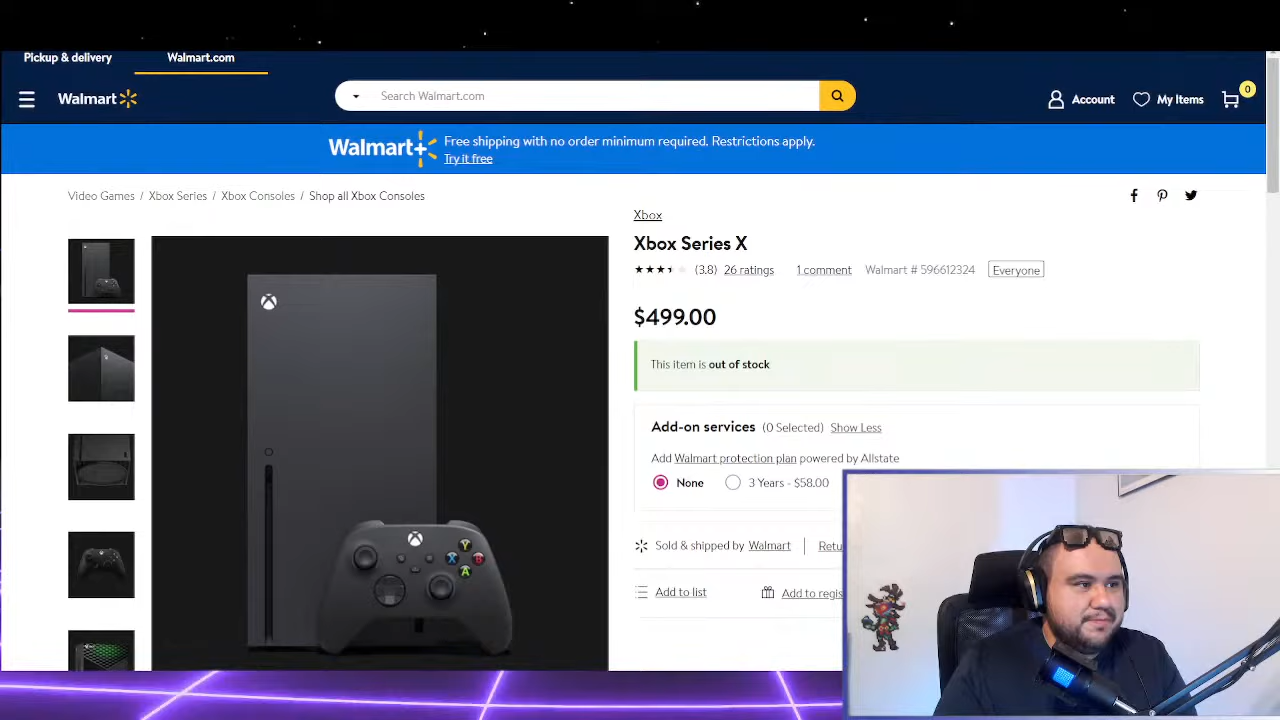 Pickup & delivery Walmart.com
Walmart Search Walmart.com Account My Items 0
Walmart+ Free shipping with no order minimum required. Restrictions apply.
Try it free
Video Games / Xbox Series / Xbox Consoles / Shop all Xbox Consoles
Xbox
Xbox Series X
(3.8) 26 ratings 1 comment Walmart # 596612324 Everyone
$499.00
This item is out of stock
Add-on services (0 Selected) Show Less
Add Walmart protection plan powered by Allstate
None 3 Years - $58.00
Sold & shipped by Walmart | Retu
Add to list Add to regis
Y
X B
A